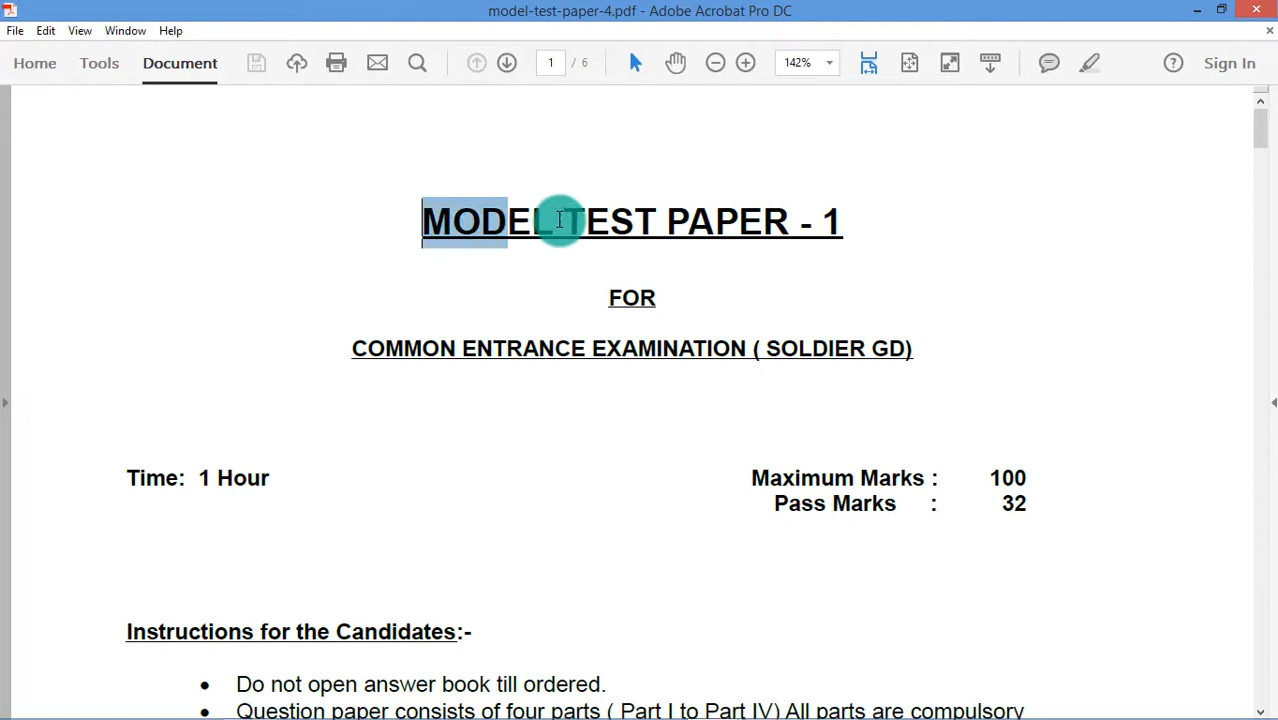 model-test-paper-4.pdf - Adobe Acrobat Pro DC
File Edit View Window Help
Home Tools Document 1 / 6 142% Sign In
MODEL TEST PAPER - 1
FOR
COMMON ENTRANCE EXAMINATION ( SOLDIER GD)
Time: 1 Hour Maximum Marks : 100
Pass Marks : 32
Instructions for the Candidates:-
• Do not open answer book till ordered.
• Question paper consists of four parts ( Part I to Part IV) All parts are compulsory